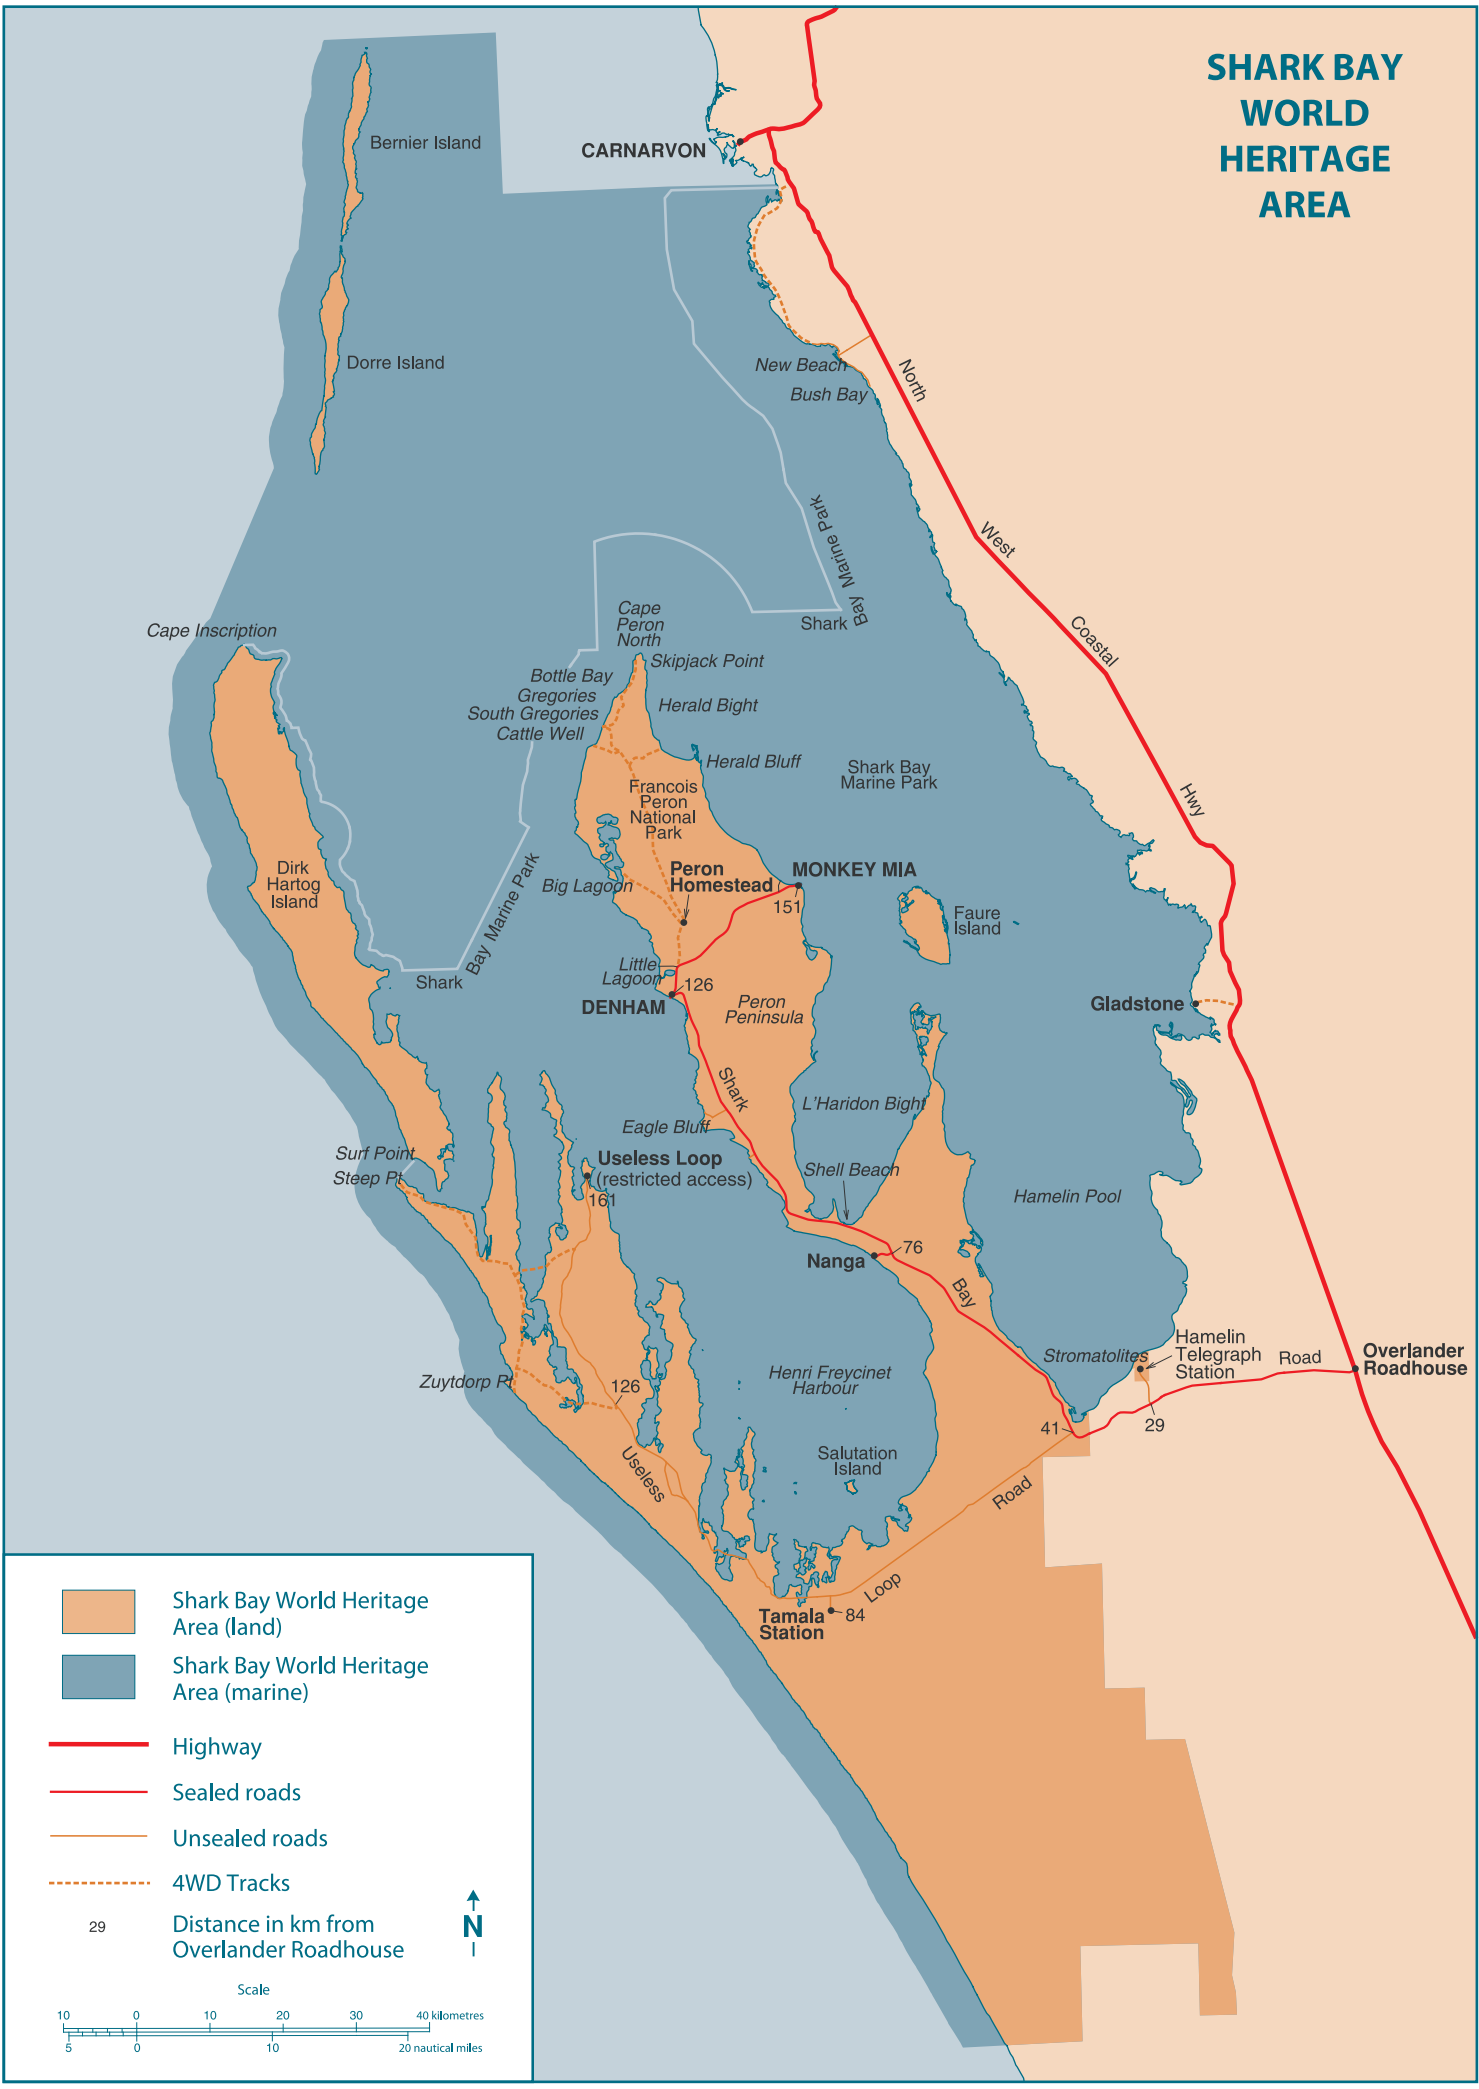 SHARK BAY
WORLD
HERITAGE
AREA
Bernier Island
CARNARVON
Dorre Island
New Beach
Bush Bay
North
West
Coastal
Hwy
Shark
Bay Marine Park
Cape Inscription
Cape
Peron
North
Skipjack Point
Bottle Bay
Gregories
South Gregories
Cattle Well
Herald Bight
Herald Bluff
Shark Bay
Marine Park
Francois
Peron
National
Park
Dirk
Hartog
Island
Big Lagoon
Peron
Homestead
MONKEY MIA
151
Faure
Island
Shark
Bay Marine Park
Little
Lagoon
126
DENHAM
Peron
Peninsula
Gladstone
Shark
L'Haridon Bight
Eagle Bluff
Surf Point
Steep Pt
Useless Loop
(restricted access)
161
Shell Beach
Hamelin Pool
Nanga
76
Bay
Stromatolites
Hamelin
Telegraph
Station
Road
Overlander
Roadhouse
Zuytdorp Pt
126
Henri Freycinet
Harbour
41
29
Useless
Salutation
Island
Road
Loop
Tamala
Station
84
Shark Bay World Heritage
Area (land)
Shark Bay World Heritage
Area (marine)
Highway
Sealed roads
Unsealed roads
4WD Tracks
29
Distance in km from
Overlander Roadhouse
N
Scale
10 0 10 20 30 40 kilometres
5 0 10 20 nautical miles